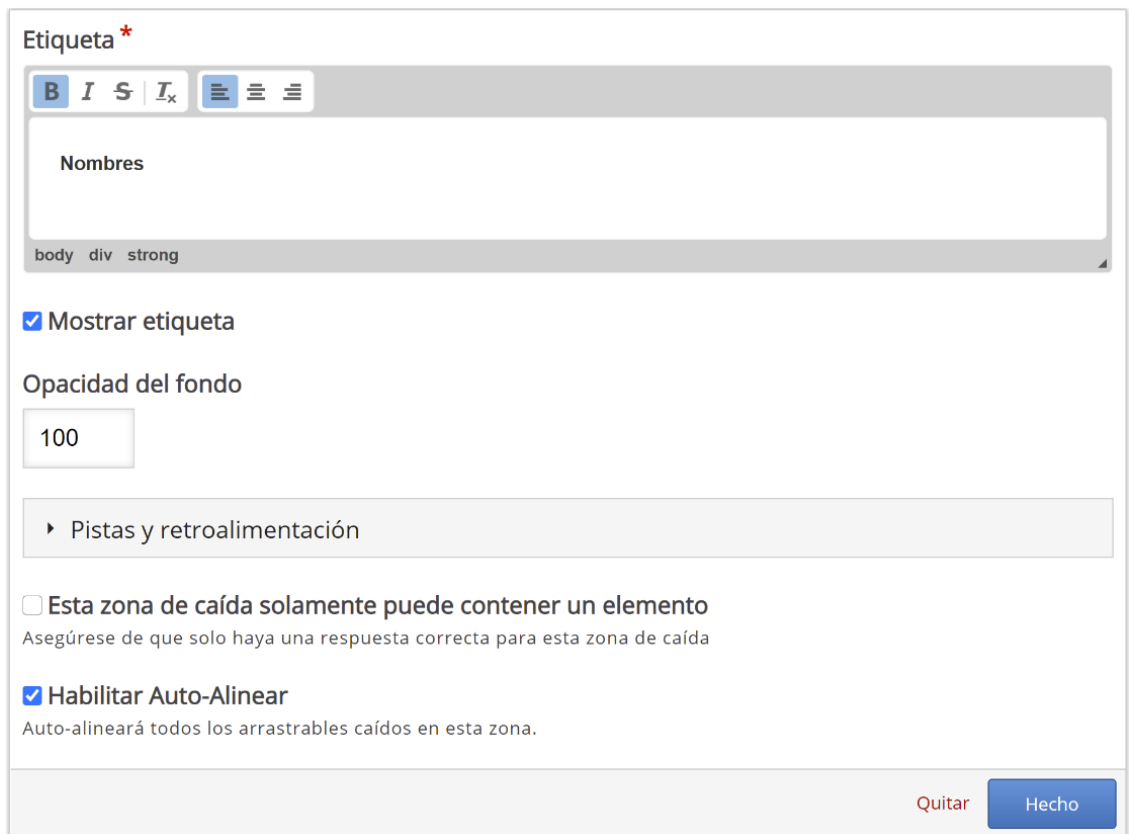 Etiqueta *
B I S Tx
Nombres
body div strong
Mostrar etiqueta
Opacidad del fondo
100
Pistas y retroalimentación
Esta zona de caída solamente puede contener un elemento
Asegúrese de que solo haya una respuesta correcta para esta zona de caída
Habilitar Auto-Alinear
Auto-alineará todos los arrastrables caídos en esta zona.
Quitar Hecho